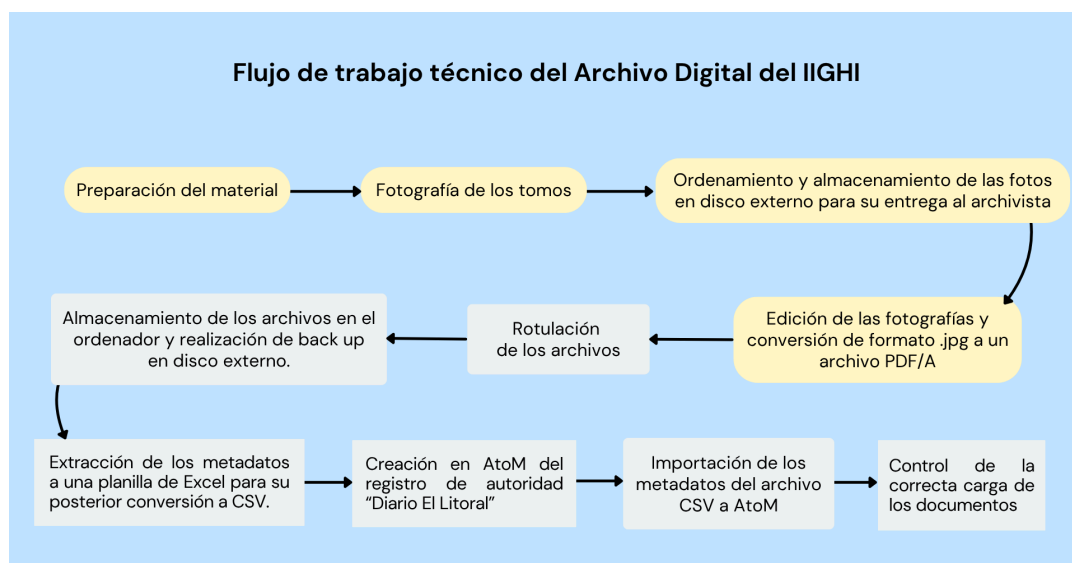 Flujo de trabajo técnico del Archivo Digital del IIGHI
Preparación del material
Fotografía de los tomos
Ordenamiento y almacenamiento de las fotos
en disco externo para su entrega al archivista
Edición de las fotografías y
conversión de formato .jpg a un
archivo PDF/A
Rotulación
de los archivos
Almacenamiento de los archivos en el
ordenador y realización de back up
en disco externo.
Extracción de los metadatos
a una planilla de Excel para su
posterior conversión a CSV.
Creación en AtoM del
registro de autoridad
“Diario El Litoral”
Importación de los
metadatos del archivo
CSV a AtoM
Control de la
correcta carga de
los documentos